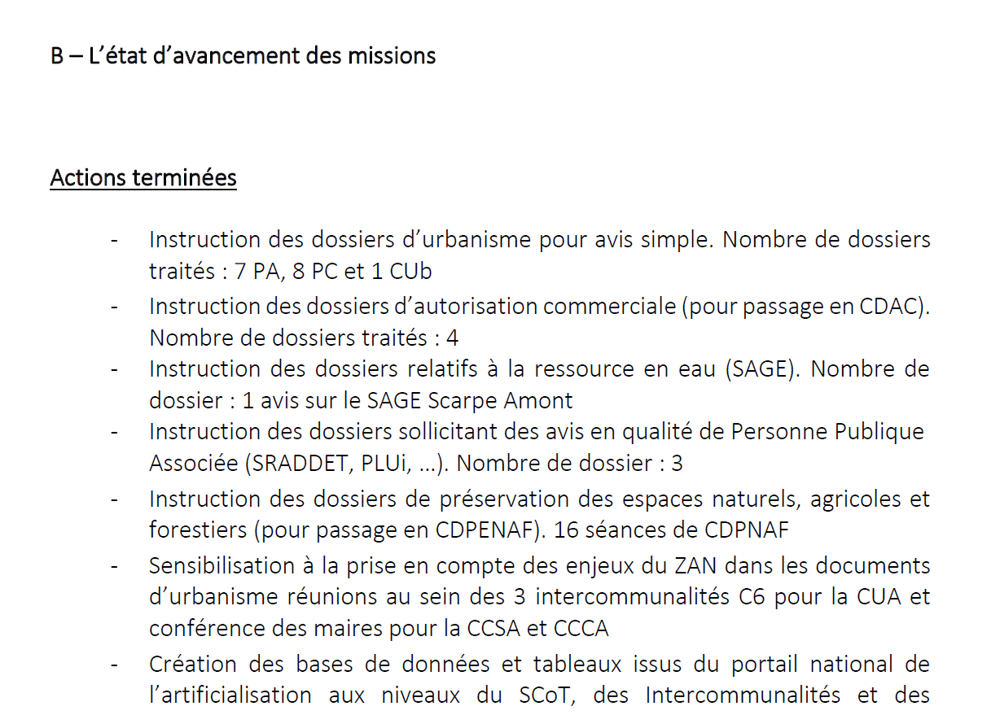 B – L’état d’avancement des missions
Actions terminées
- Instruction des dossiers d’urbanisme pour avis simple. Nombre de dossiers
traités : 7 PA, 8 PC et 1 CUb
- Instruction des dossiers d’autorisation commerciale (pour passage en CDAC).
Nombre de dossiers traités : 4
- Instruction des dossiers relatifs à la ressource en eau (SAGE). Nombre de
dossier : 1 avis sur le SAGE Scarpe Amont
- Instruction des dossiers sollicitant des avis en qualité de Personne Publique
Associée (SRADDET, PLUi, …). Nombre de dossier : 3
- Instruction des dossiers de préservation des espaces naturels, agricoles et
forestiers (pour passage en CDPENAF). 16 séances de CDPNAF
- Sensibilisation à la prise en compte des enjeux du ZAN dans les documents
d’urbanisme réunions au sein des 3 intercommunalités C6 pour la CUA et
conférence des maires pour la CCSA et CCCA
- Création des bases de données et tableaux issus du portail national de
l’artificialisation aux niveaux du SCoT, des Intercommunalités et des